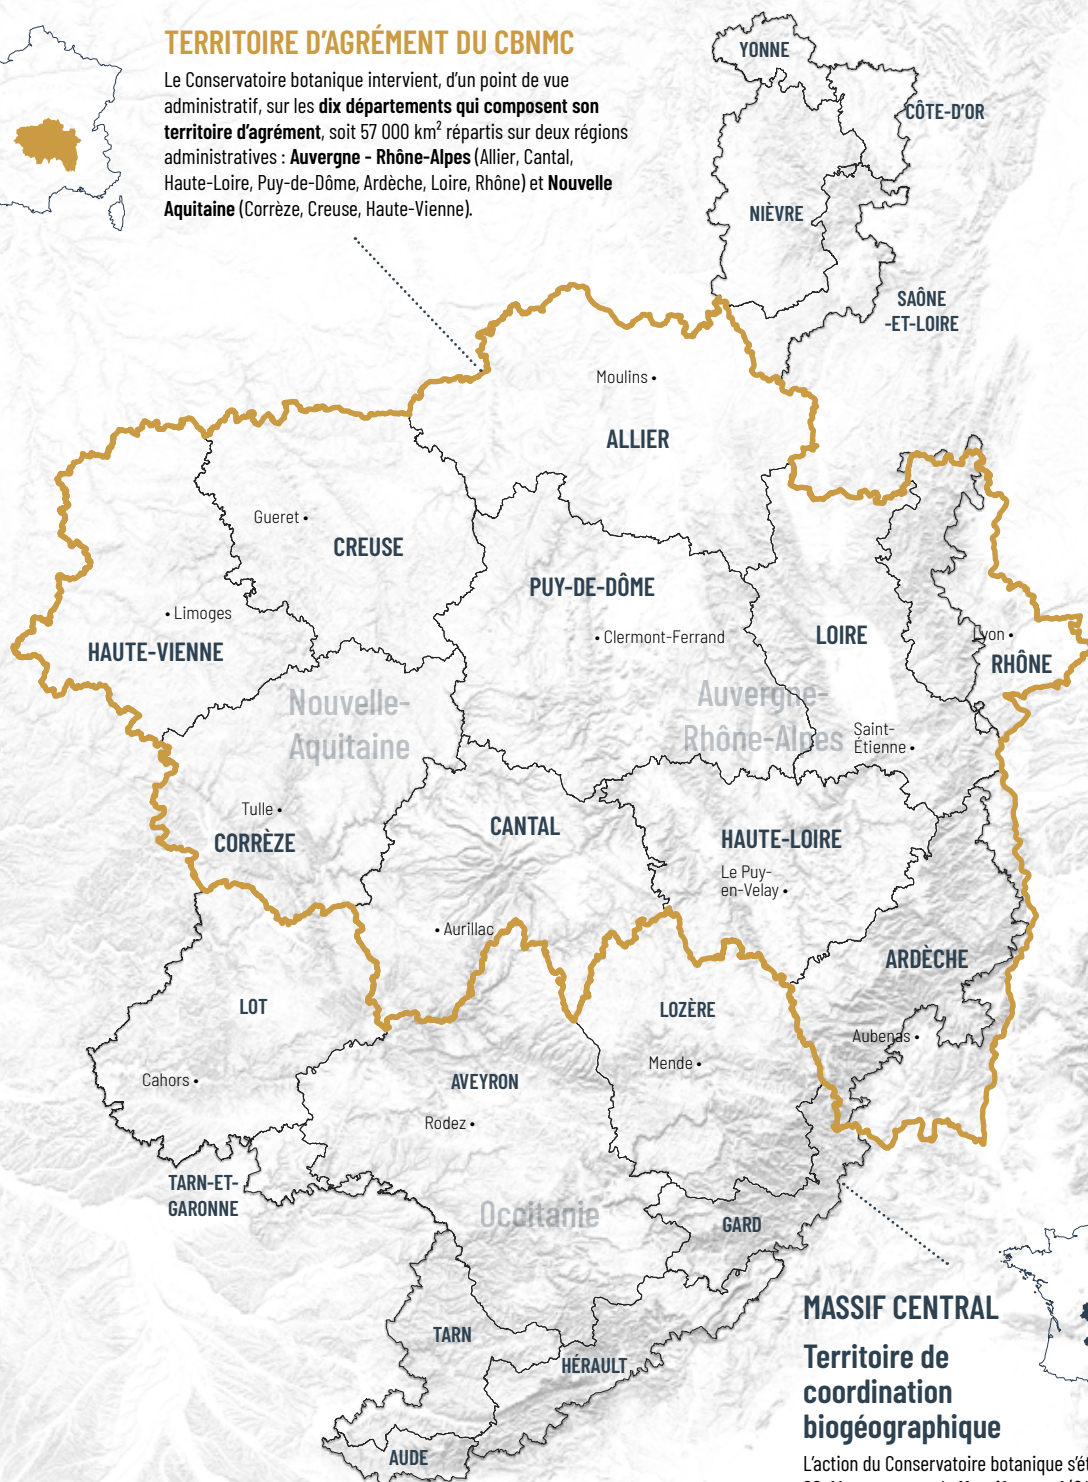 TERRITOIRE D'AGRÉMENT DU CBNMC
Le Conservatoire botanique intervient, d'un point de vue
administratif, sur les dix départements qui composent son
territoire d'agrément, soit 57 000 km² répartis sur deux régions
administratives : Auvergne - Rhône-Alpes (Allier, Cantal,
Haute-Loire, Puy-de-Dôme, Ardèche, Loire, Rhône) et Nouvelle
Aquitaine (Corrèze, Creuse, Haute-Vienne).
YONNE
CÔTE-D'OR
NIÈVRE
SAÔNE
-ET-LOIRE
Moulins •
ALLIER
Gueret •
CREUSE
PUY-DE-DÔME
• Limoges
• Clermont-Ferrand
HAUTE-VIENNE
LOIRE
Lyon •
RHÔNE
Nouvelle-
Aquitaine
Auvergne-
Rhône-Alpes
Saint-
Étienne •
Tulle •
CORRÈZE
CANTAL
HAUTE-LOIRE
Le Puy-
en-Velay •
• Aurillac
ARDÈCHE
LOT
LOZÈRE
Aubenas •
Mende •
Cahors •
AVEYRON
Rodez •
TARN-ET-
GARONNE
Occitanie
GARD
TARN
HÉRAULT
AUDE
MASSIF CENTRAL
Territoire de
coordination
biogéographique
L'action du Conservatoire botanique